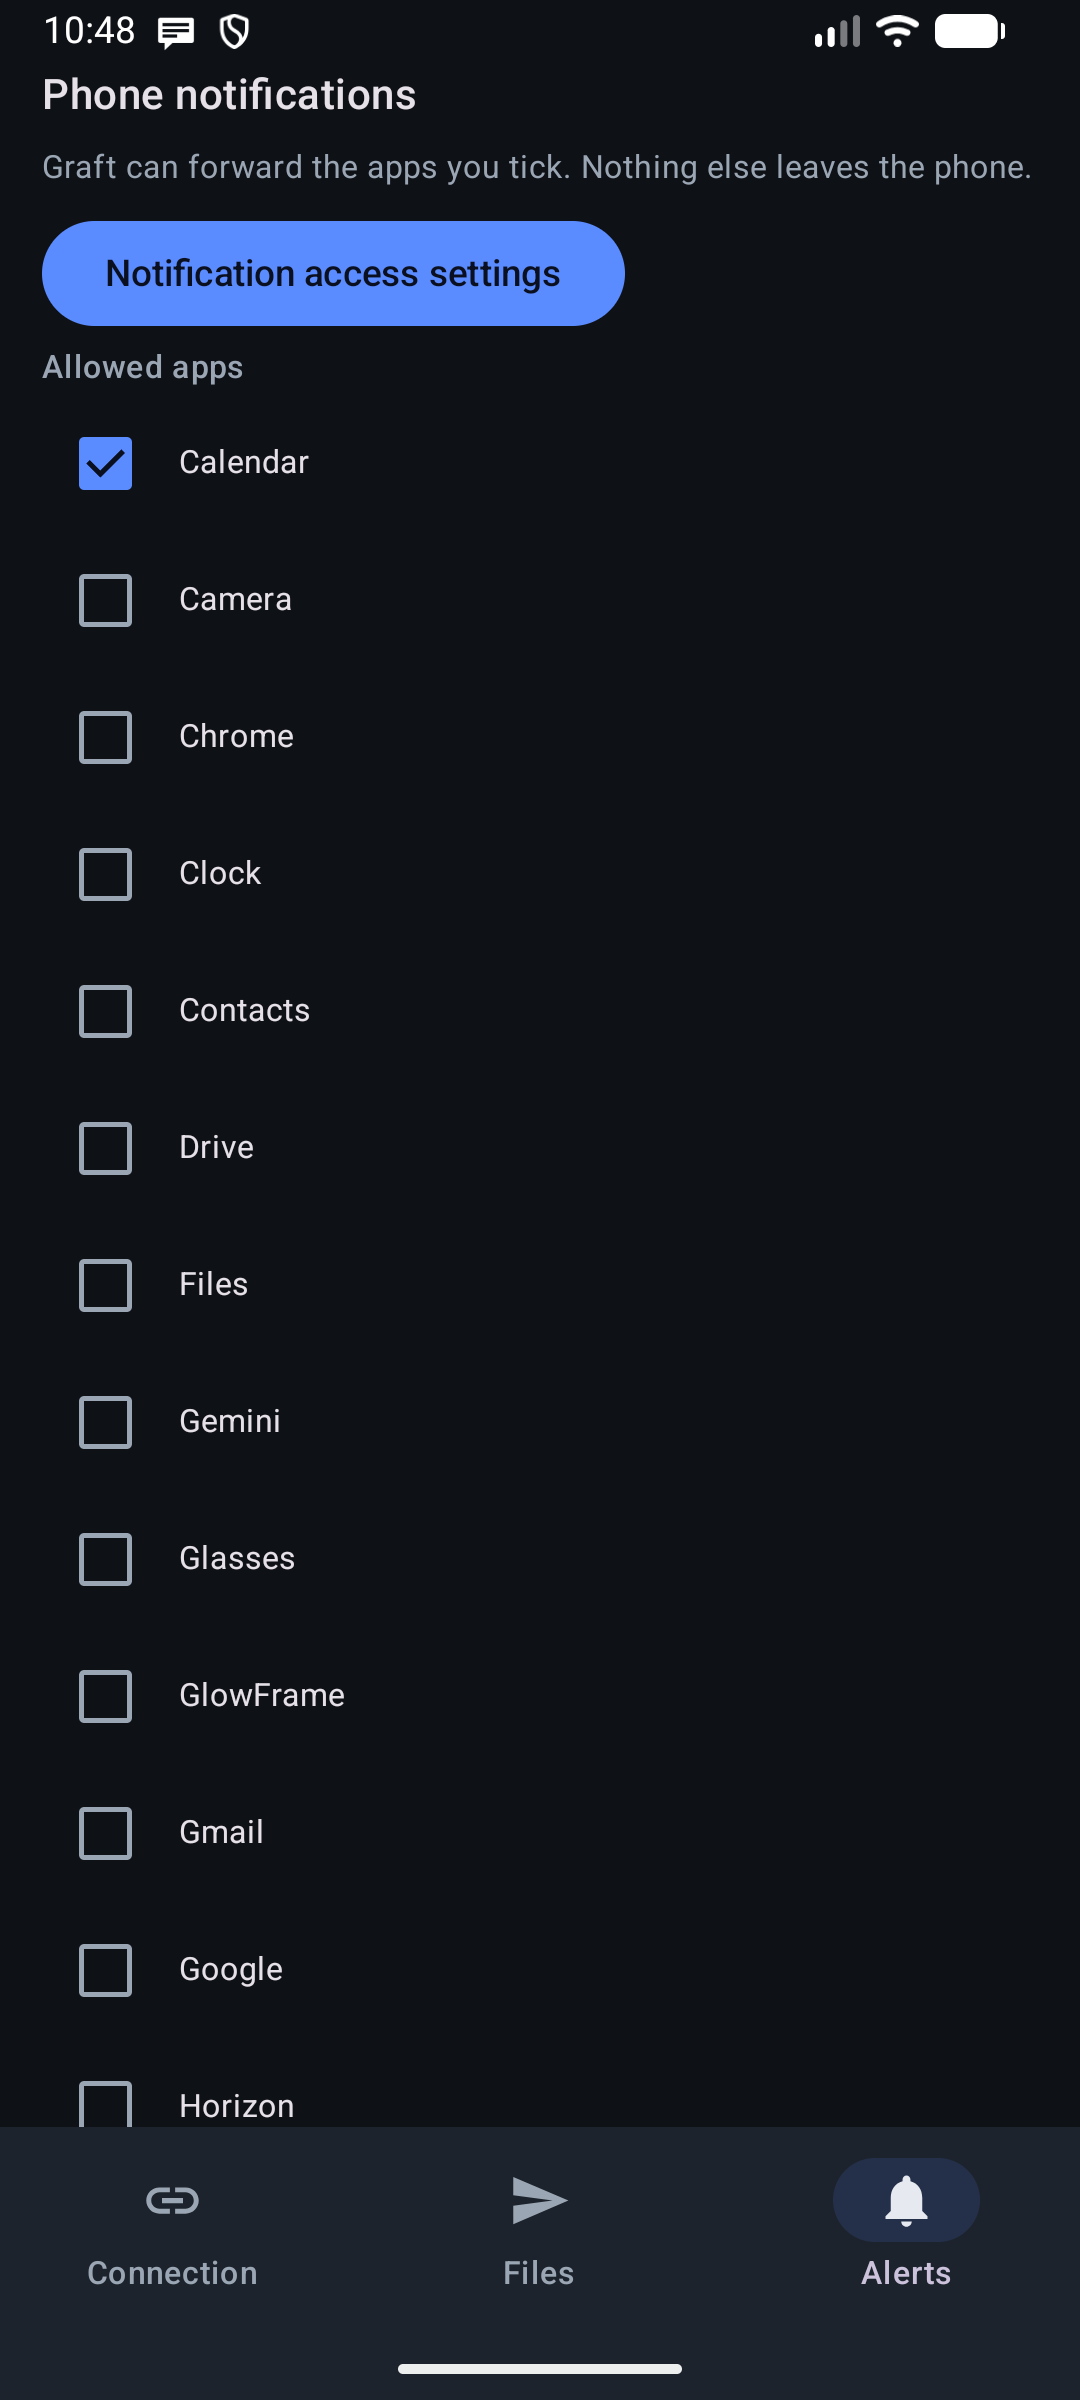 10:48
Phone notifications
Graft can forward the apps you tick. Nothing else leaves the phone.
Notification access settings
Allowed apps
Calendar
Camera
Chrome
Clock
Contacts
Drive
Files
Gemini
Glasses
GlowFrame
Gmail
Google
Horizon
Connection
Files
Alerts